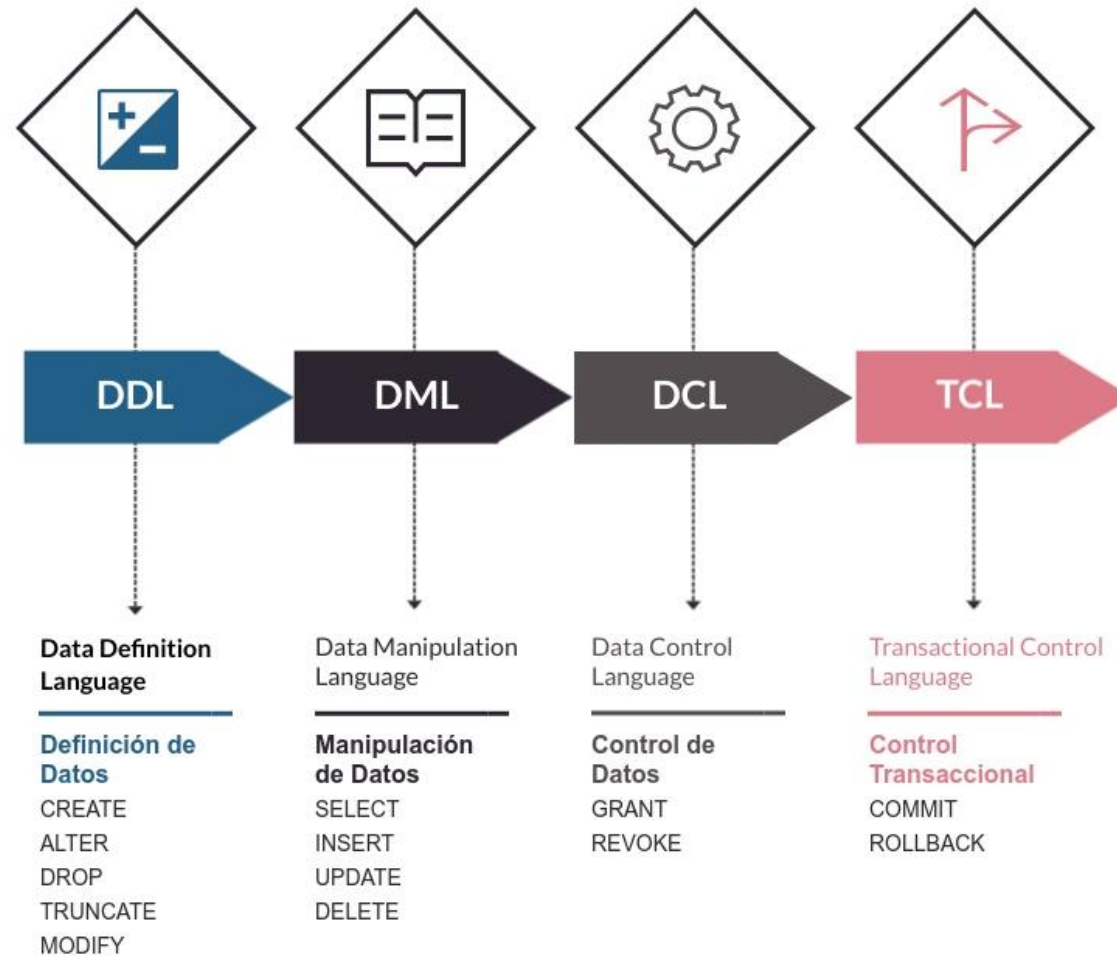 DDL
DML
DCL
TCL
Data Definition
Language
Definición de
Datos
CREATE
ALTER
DROP
TRUNCATE
MODIFY
Data Manipulation
Language
Manipulación
de Datos
SELECT
INSERT
UPDATE
DELETE
Data Control
Language
Control de
Datos
GRANT
REVOKE
Transactional Control
Language
Control
Transaccional
COMMIT
ROLLBACK